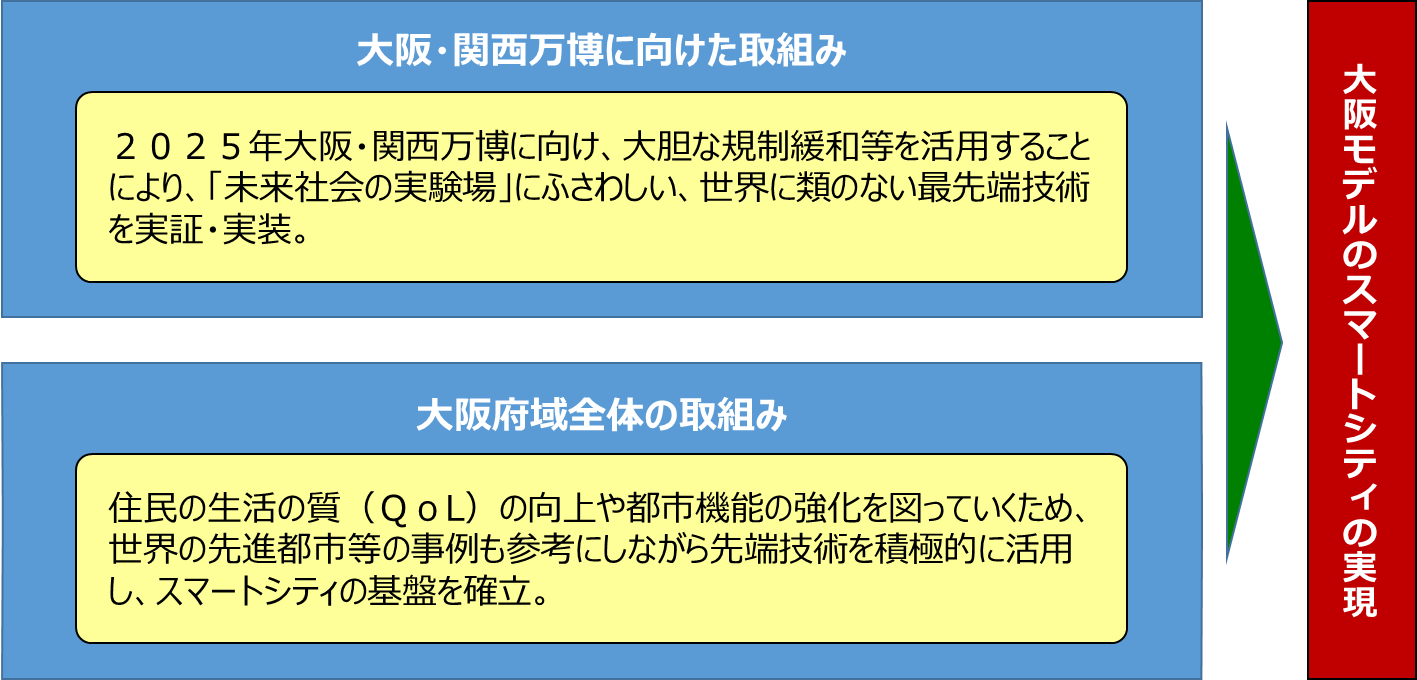 大阪・関西万博に向けた取組み
２０２５年大阪・関西万博に向け、大胆な規制緩和等を活用すること
により、「未来社会の実験場」にふさわしい、世界に類のない最先端技術
を実証・実装。
大阪府域全体の取組み
住民の生活の質（ＱｏＬ）の向上や都市機能の強化を図っていくため、
世界の先進都市等の事例も参考にしながら先端技術を積極的に活用
し、スマートシティの基盤を確立。
大阪モデルのスマートシティの実現